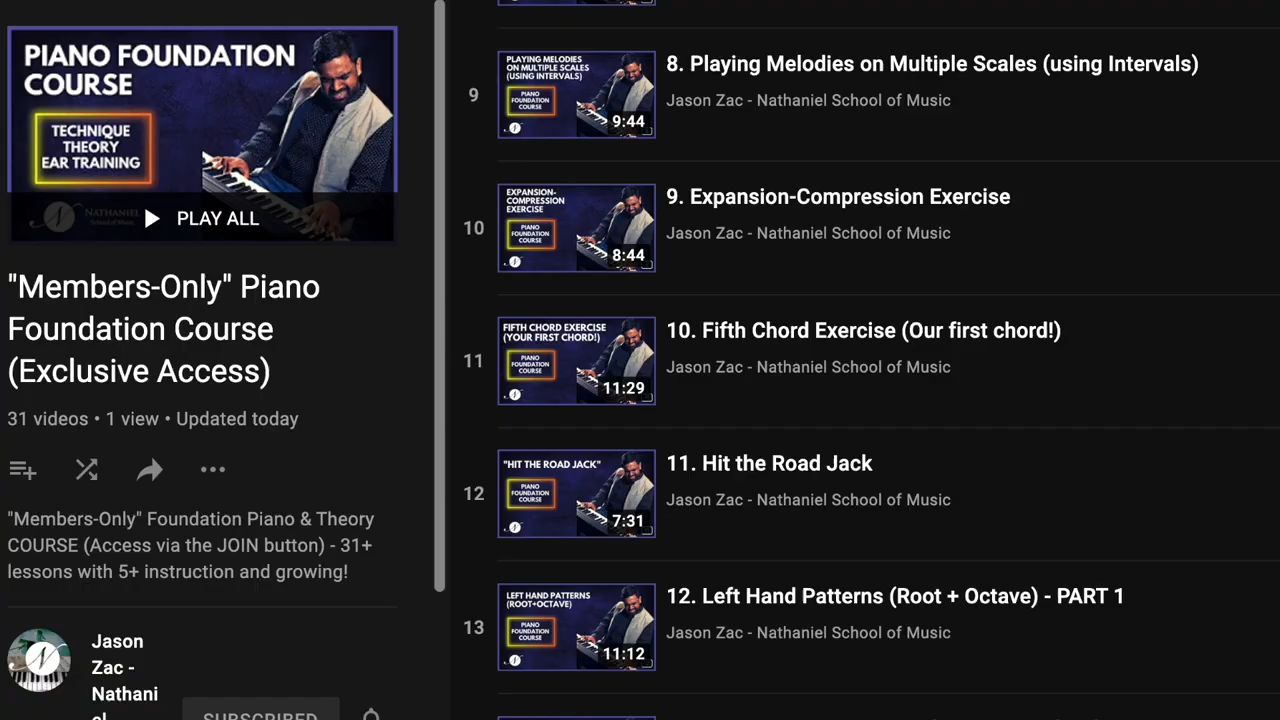 PIANO FOUNDATION
COURSE
TECHNIQUE
THEORY
EAR TRAINING
NATHANIEL
School of Music
PLAY ALL
"Members-Only" Piano
Foundation Course
(Exclusive Access)
31 videos • 1 view • Updated today
"Members-Only" Foundation Piano & Theory
COURSE (Access via the JOIN button) - 31+
lessons with 5+ instruction and growing!
Jason
Zac -
Nathani
el
SUBSCRIBED
9
PLAYING MELODIES
ON MULTIPLE SCALES
(USING INTERVALS)
PIANO
FOUNDATION
COURSE
9:44
8. Playing Melodies on Multiple Scales (using Intervals)
Jason Zac - Nathaniel School of Music
10
EXPANSION-
COMPRESSION
EXERCISE
PIANO
FOUNDATION
COURSE
8:44
9. Expansion-Compression Exercise
Jason Zac - Nathaniel School of Music
11
FIFTH CHORD EXERCISE
(YOUR FIRST CHORD!)
PIANO
FOUNDATION
COURSE
11:29
10. Fifth Chord Exercise (Our first chord!)
Jason Zac - Nathaniel School of Music
12
"HIT THE ROAD JACK"
PIANO
FOUNDATION
COURSE
7:31
11. Hit the Road Jack
Jason Zac - Nathaniel School of Music
13
LEFT HAND PATTERNS
(ROOT+OCTAVE)
PIANO
FOUNDATION
COURSE
11:12
12. Left Hand Patterns (Root + Octave) - PART 1
Jason Zac - Nathaniel School of Music